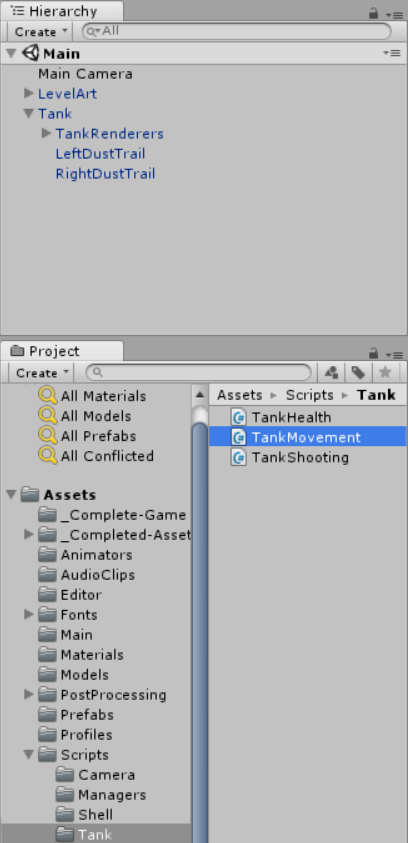 Hierarchy
Create All
Main
Main Camera
LevelArt
Tank
TankRenderers
LeftDustTrail
RightDustTrail
Project
Create
All Materials
All Models
All Prefabs
All Conflicted
Assets
_Complete-Game
_Completed-Asset
Animators
AudioClips
Editor
Fonts
Main
Materials
Models
PostProcessing
Prefabs
Profiles
Scripts
Camera
Managers
Shell
Tank
Assets Scripts Tank
TankHealth
TankMovement
TankShooting